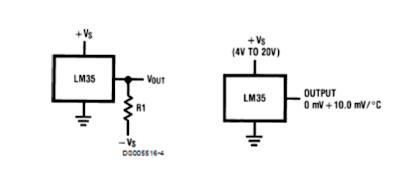 +Vs
LM35
VOUT
R1
−Vs
DS005516-4
+Vs
(4V TO 20V)
LM35
OUTPUT
0 mV + 10.0 mV/°C